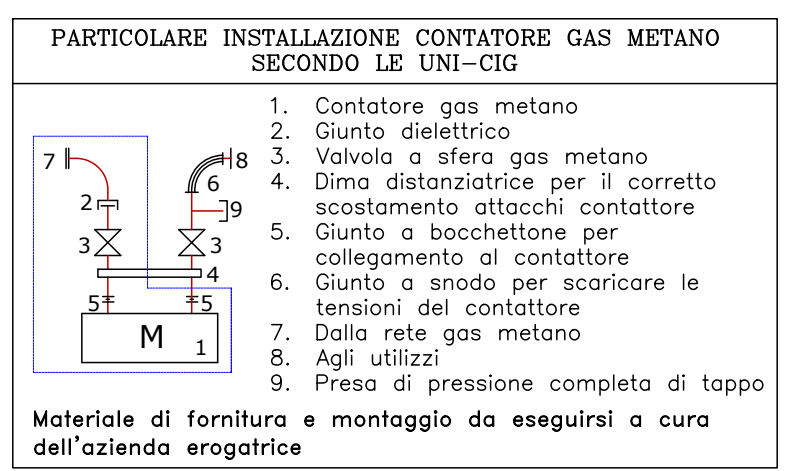 PARTICOLARE INSTALLAZIONE CONTATORE GAS METANO
SECONDO LE UNI-CIG
1. Contatore gas metano
2. Giunto dielettrico
3. Valvola a sfera gas metano
4. Dima distanziatrice per il corretto
scostamento attacchi contattore
5. Giunto a bocchettone per
collegamento al contattore
6. Giunto a snodo per scaricare le
tensioni del contattore
7. Dalla rete gas metano
8. Agli utilizzi
9. Presa di pressione completa di tappo
7
8
6
2
9
3
3
4
5
5
M
1
Materiale di fornitura e montaggio da eseguirsi a cura
dell'azienda erogatrice